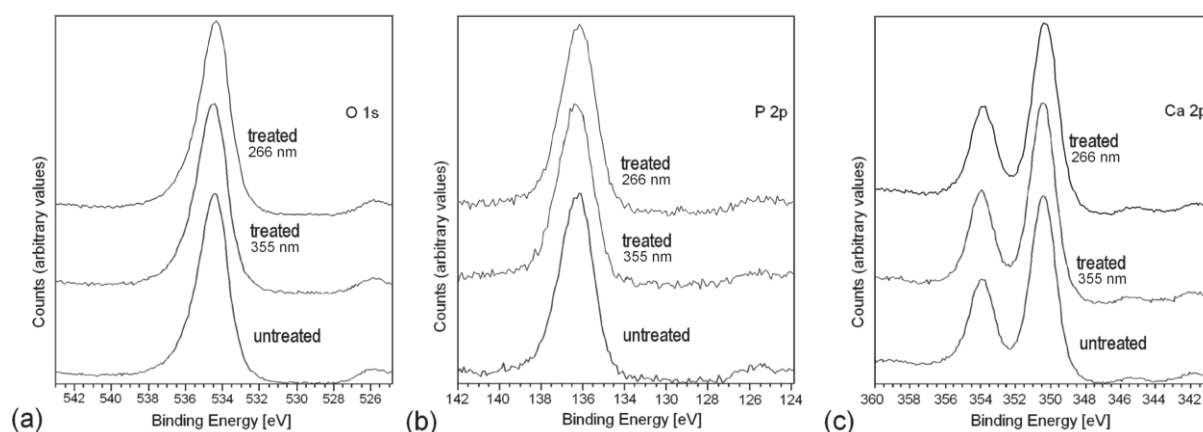 O 1s
treated
266 nm
treated
355 nm
untreated
Counts (arbitrary values)
542 540 538 536 534 532 530 528 526
Binding Energy [eV]
(a)
P 2p
treated
266 nm
treated
355 nm
untreated
Counts (arbitrary values)
142 140 138 136 134 132 130 128 126 124
Binding Energy [eV]
(b)
Ca 2p
treated
266 nm
treated
355 nm
untreated
Counts (arbitrary values)
360 358 356 354 352 350 348 346 344 342
Binding Energy [eV]
(c)